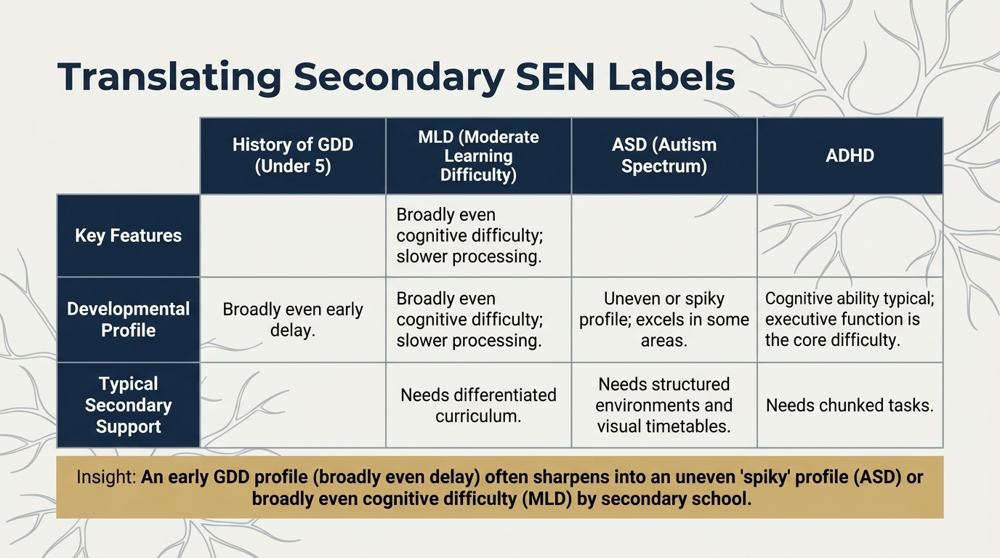 Translating Secondary SEN Labels
History of GDD
(Under 5)
MLD (Moderate
Learning
Difficulty)
ASD (Autism
Spectrum)
ADHD
Key Features
Broadly even
cognitive difficulty;
slower processing.
Developmental
Profile
Broadly even early
delay.
Broadly even
cognitive difficulty;
slower processing.
Uneven or spiky
profile; excels in some
areas.
Cognitive ability typical;
executive function is
the core difficulty.
Typical
Secondary
Support
Needs differentiated
curriculum.
Needs structured
environments and
visual timetables.
Needs chunked tasks.
Insight: An early GDD profile (broadly even delay) often sharpens into an uneven 'spiky' profile (ASD) or
broadly even cognitive difficulty (MLD) by secondary school.